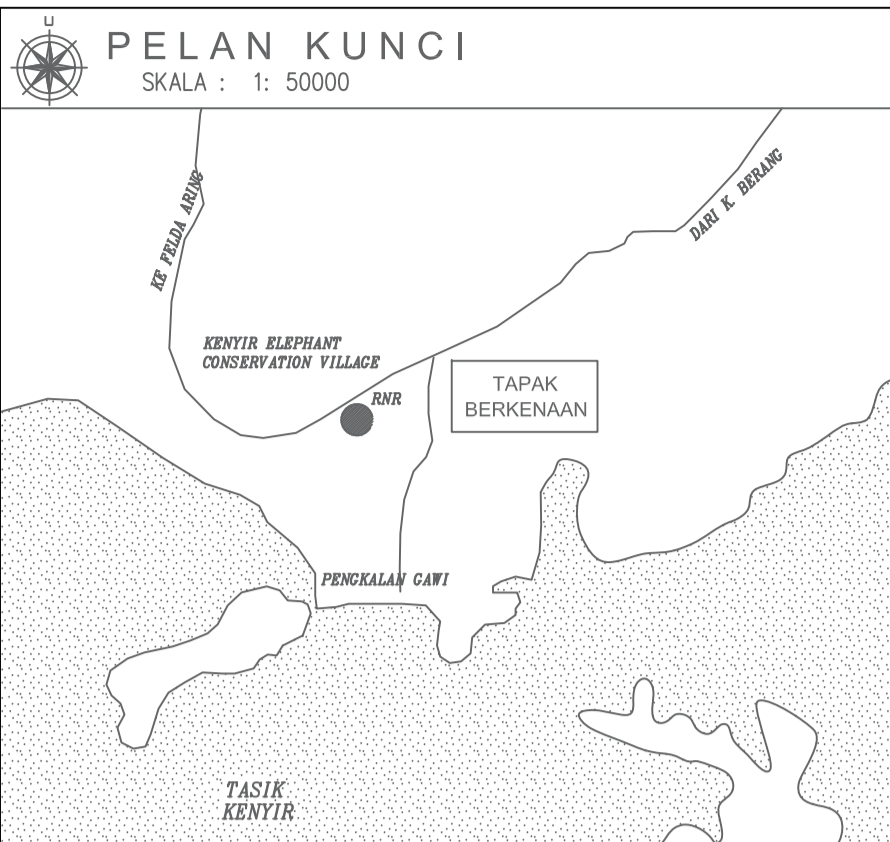 U
PELAN KUNCI
SKALA : 1: 50000
KE FELDA ARING
DARI K. BERANG
KENYIR ELEPHANT
CONSERVATION VILLAGE
RNR
TAPAK
BERKENAAN
PENGKALAN GAWI
TASIK
KENYIR